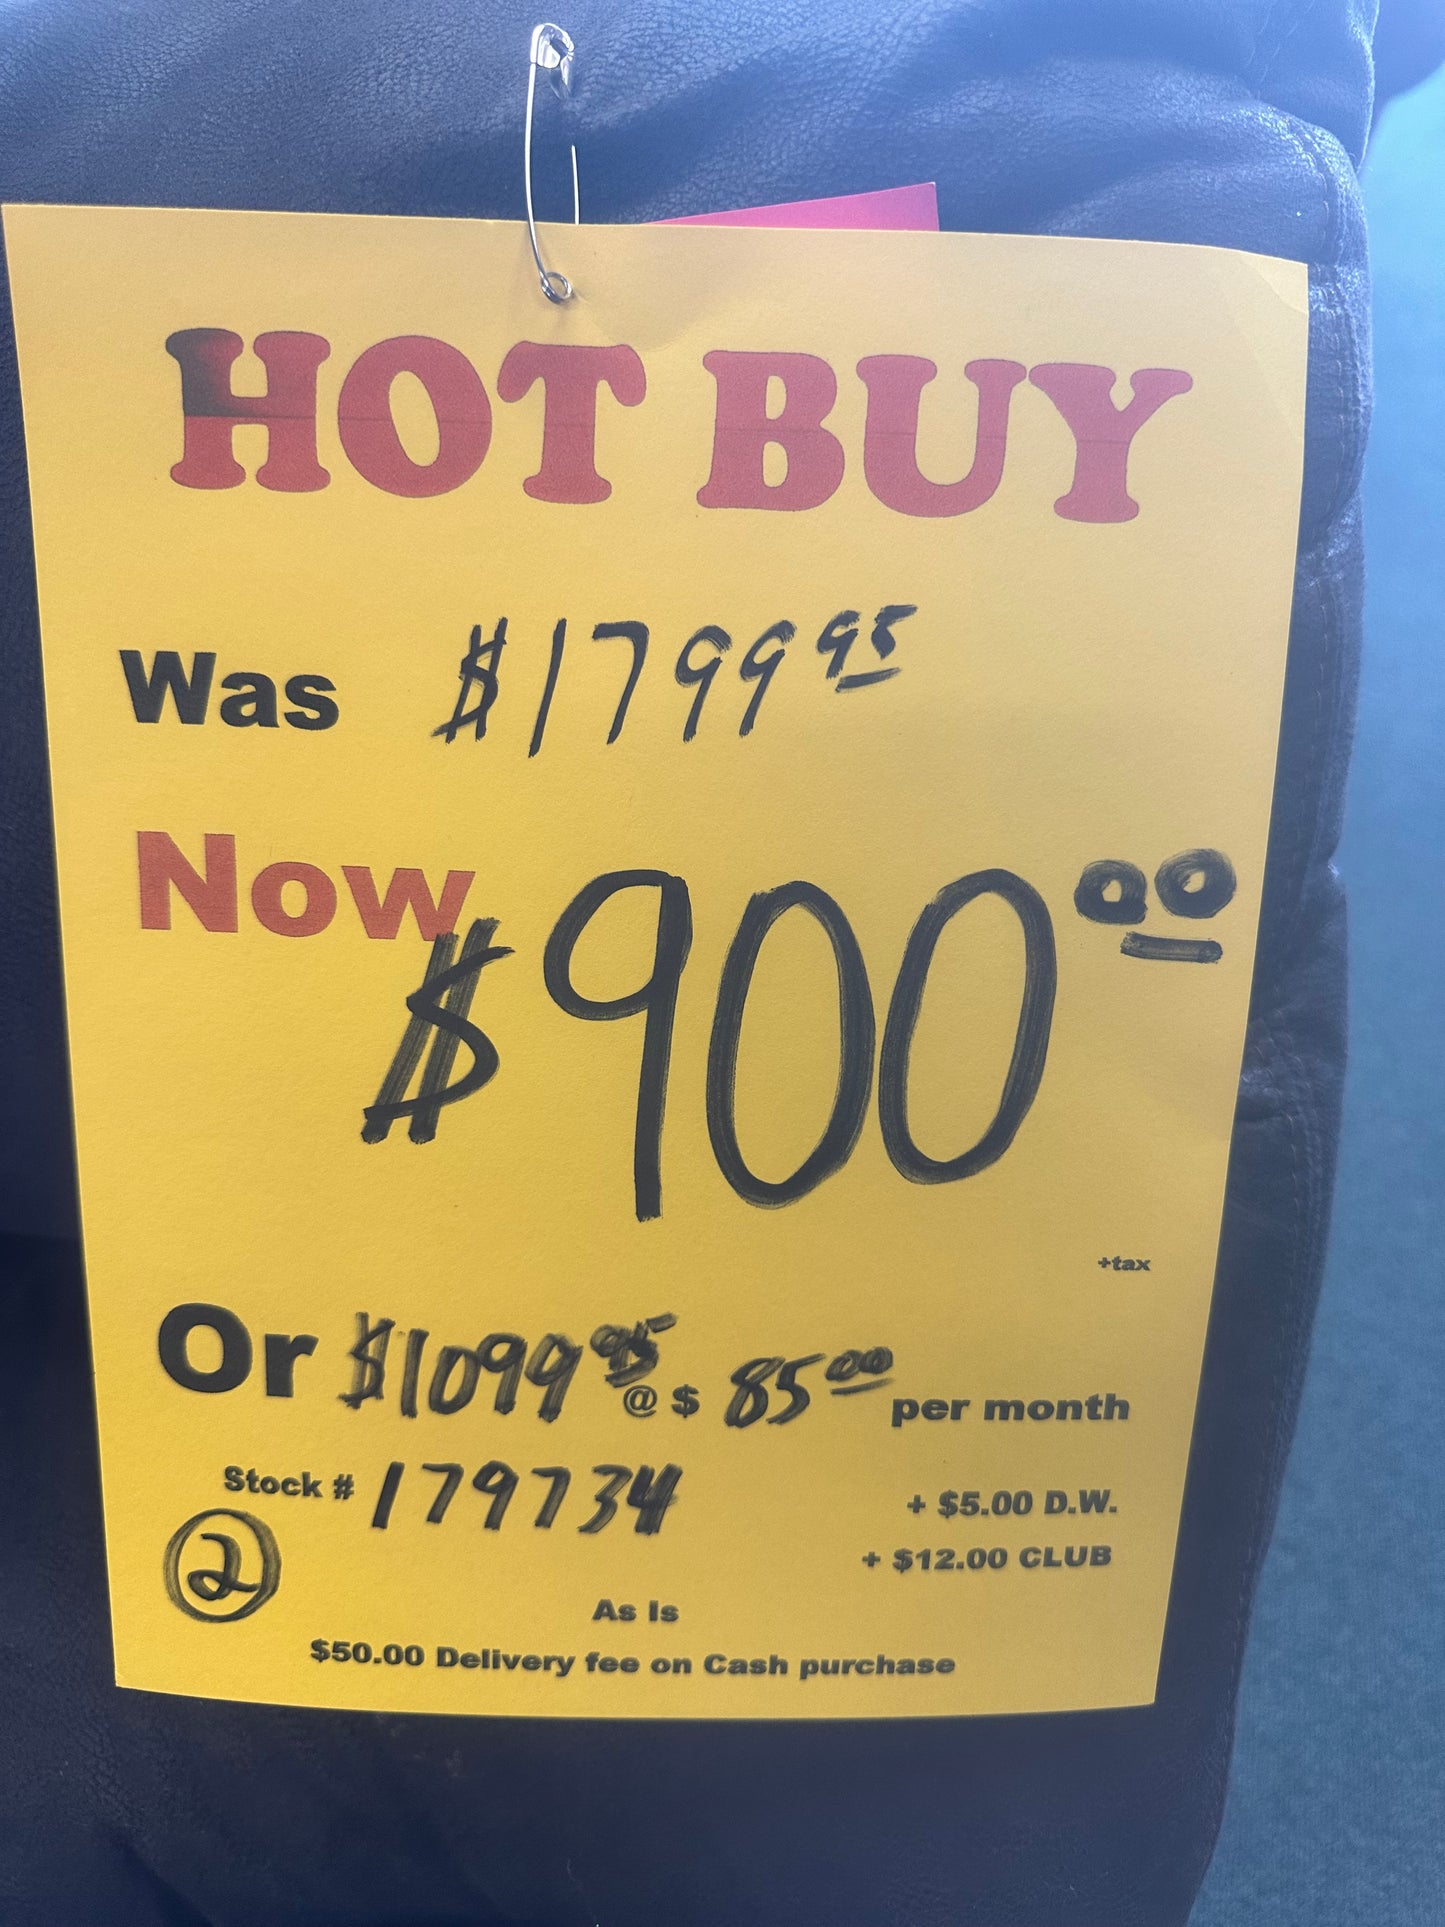 HOT BUY
Was $1799 95
Now $900 00
+tax
Or $1099 95 @ $ 85 00 per month
Stock # 179734
+ $5.00 D.W.
2
+ $12.00 CLUB
As Is
$50.00 Delivery fee on Cash purchase